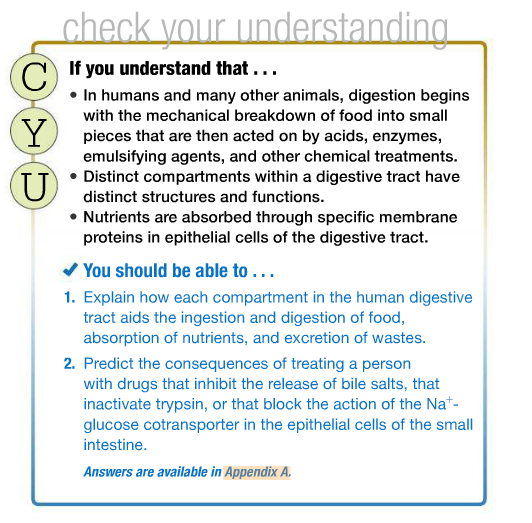 check your understanding
C
Y
U
If you understand that . . .
• In humans and many other animals, digestion begins
with the mechanical breakdown of food into small
pieces that are then acted on by acids, enzymes,
emulsifying agents, and other chemical treatments.
• Distinct compartments within a digestive tract have
distinct structures and functions.
• Nutrients are absorbed through specific membrane
proteins in epithelial cells of the digestive tract.
✔ You should be able to . . .
1. Explain how each compartment in the human digestive
tract aids the ingestion and digestion of food,
absorption of nutrients, and excretion of wastes.
2. Predict the consequences of treating a person
with drugs that inhibit the release of bile salts, that
inactivate trypsin, or that block the action of the Na⁺-
glucose cotransporter in the epithelial cells of the small
intestine.
Answers are available in Appendix A.